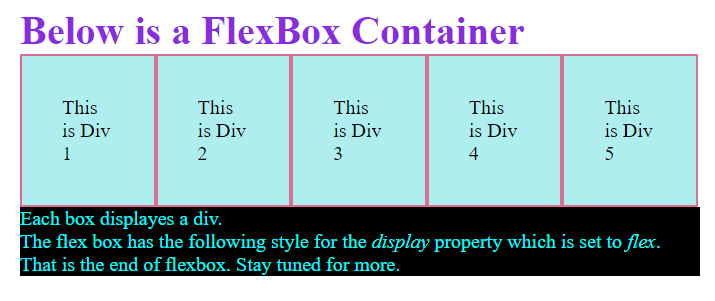 Below is a FlexBox Container
This
is Div
1
This
is Div
2
This
is Div
3
This
is Div
4
This
is Div
5
Each box displayes a div.
The flex box has the following style for the display property which is set to flex.
That is the end of flexbox. Stay tuned for more.